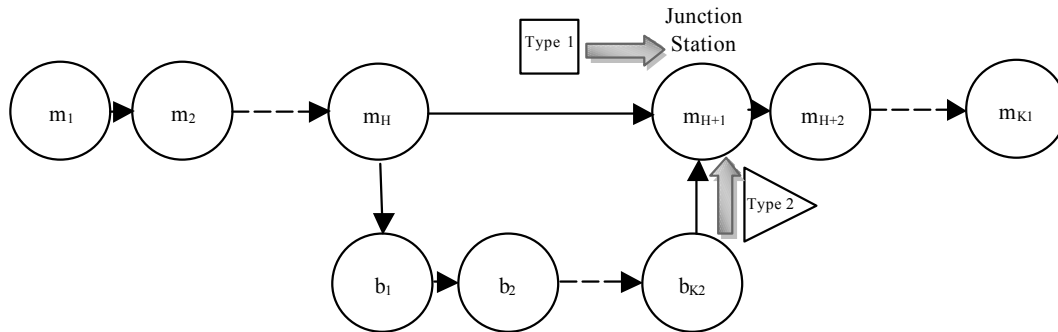 Junction
Station
Type 1
m1
m2
mH
mH+1
mH+2
mK1
Type 2
b1
b2
bK2